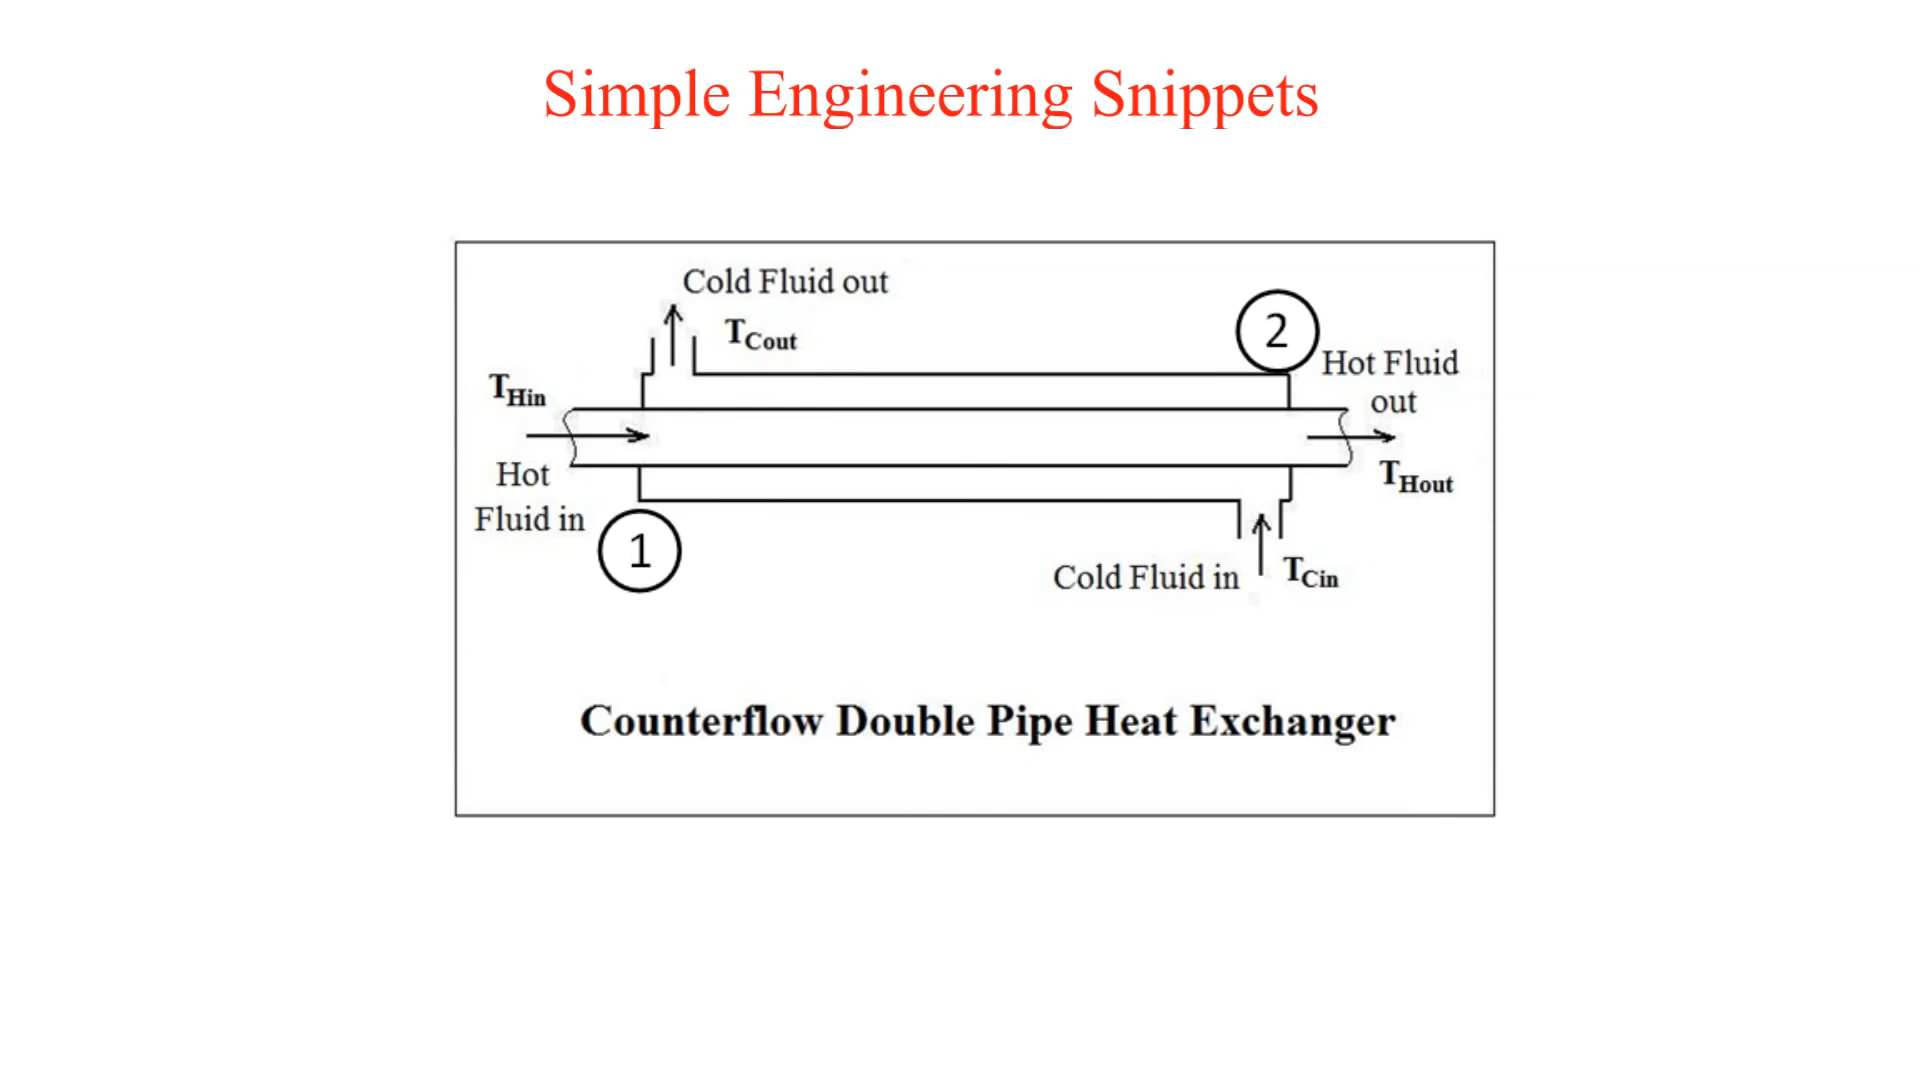 Simple Engineering Snippets
Cold Fluid out
TCout
2
Hot Fluid
out
THin
Hot
Fluid in
THout
1
Cold Fluid in
TCin
Counterflow Double Pipe Heat Exchanger